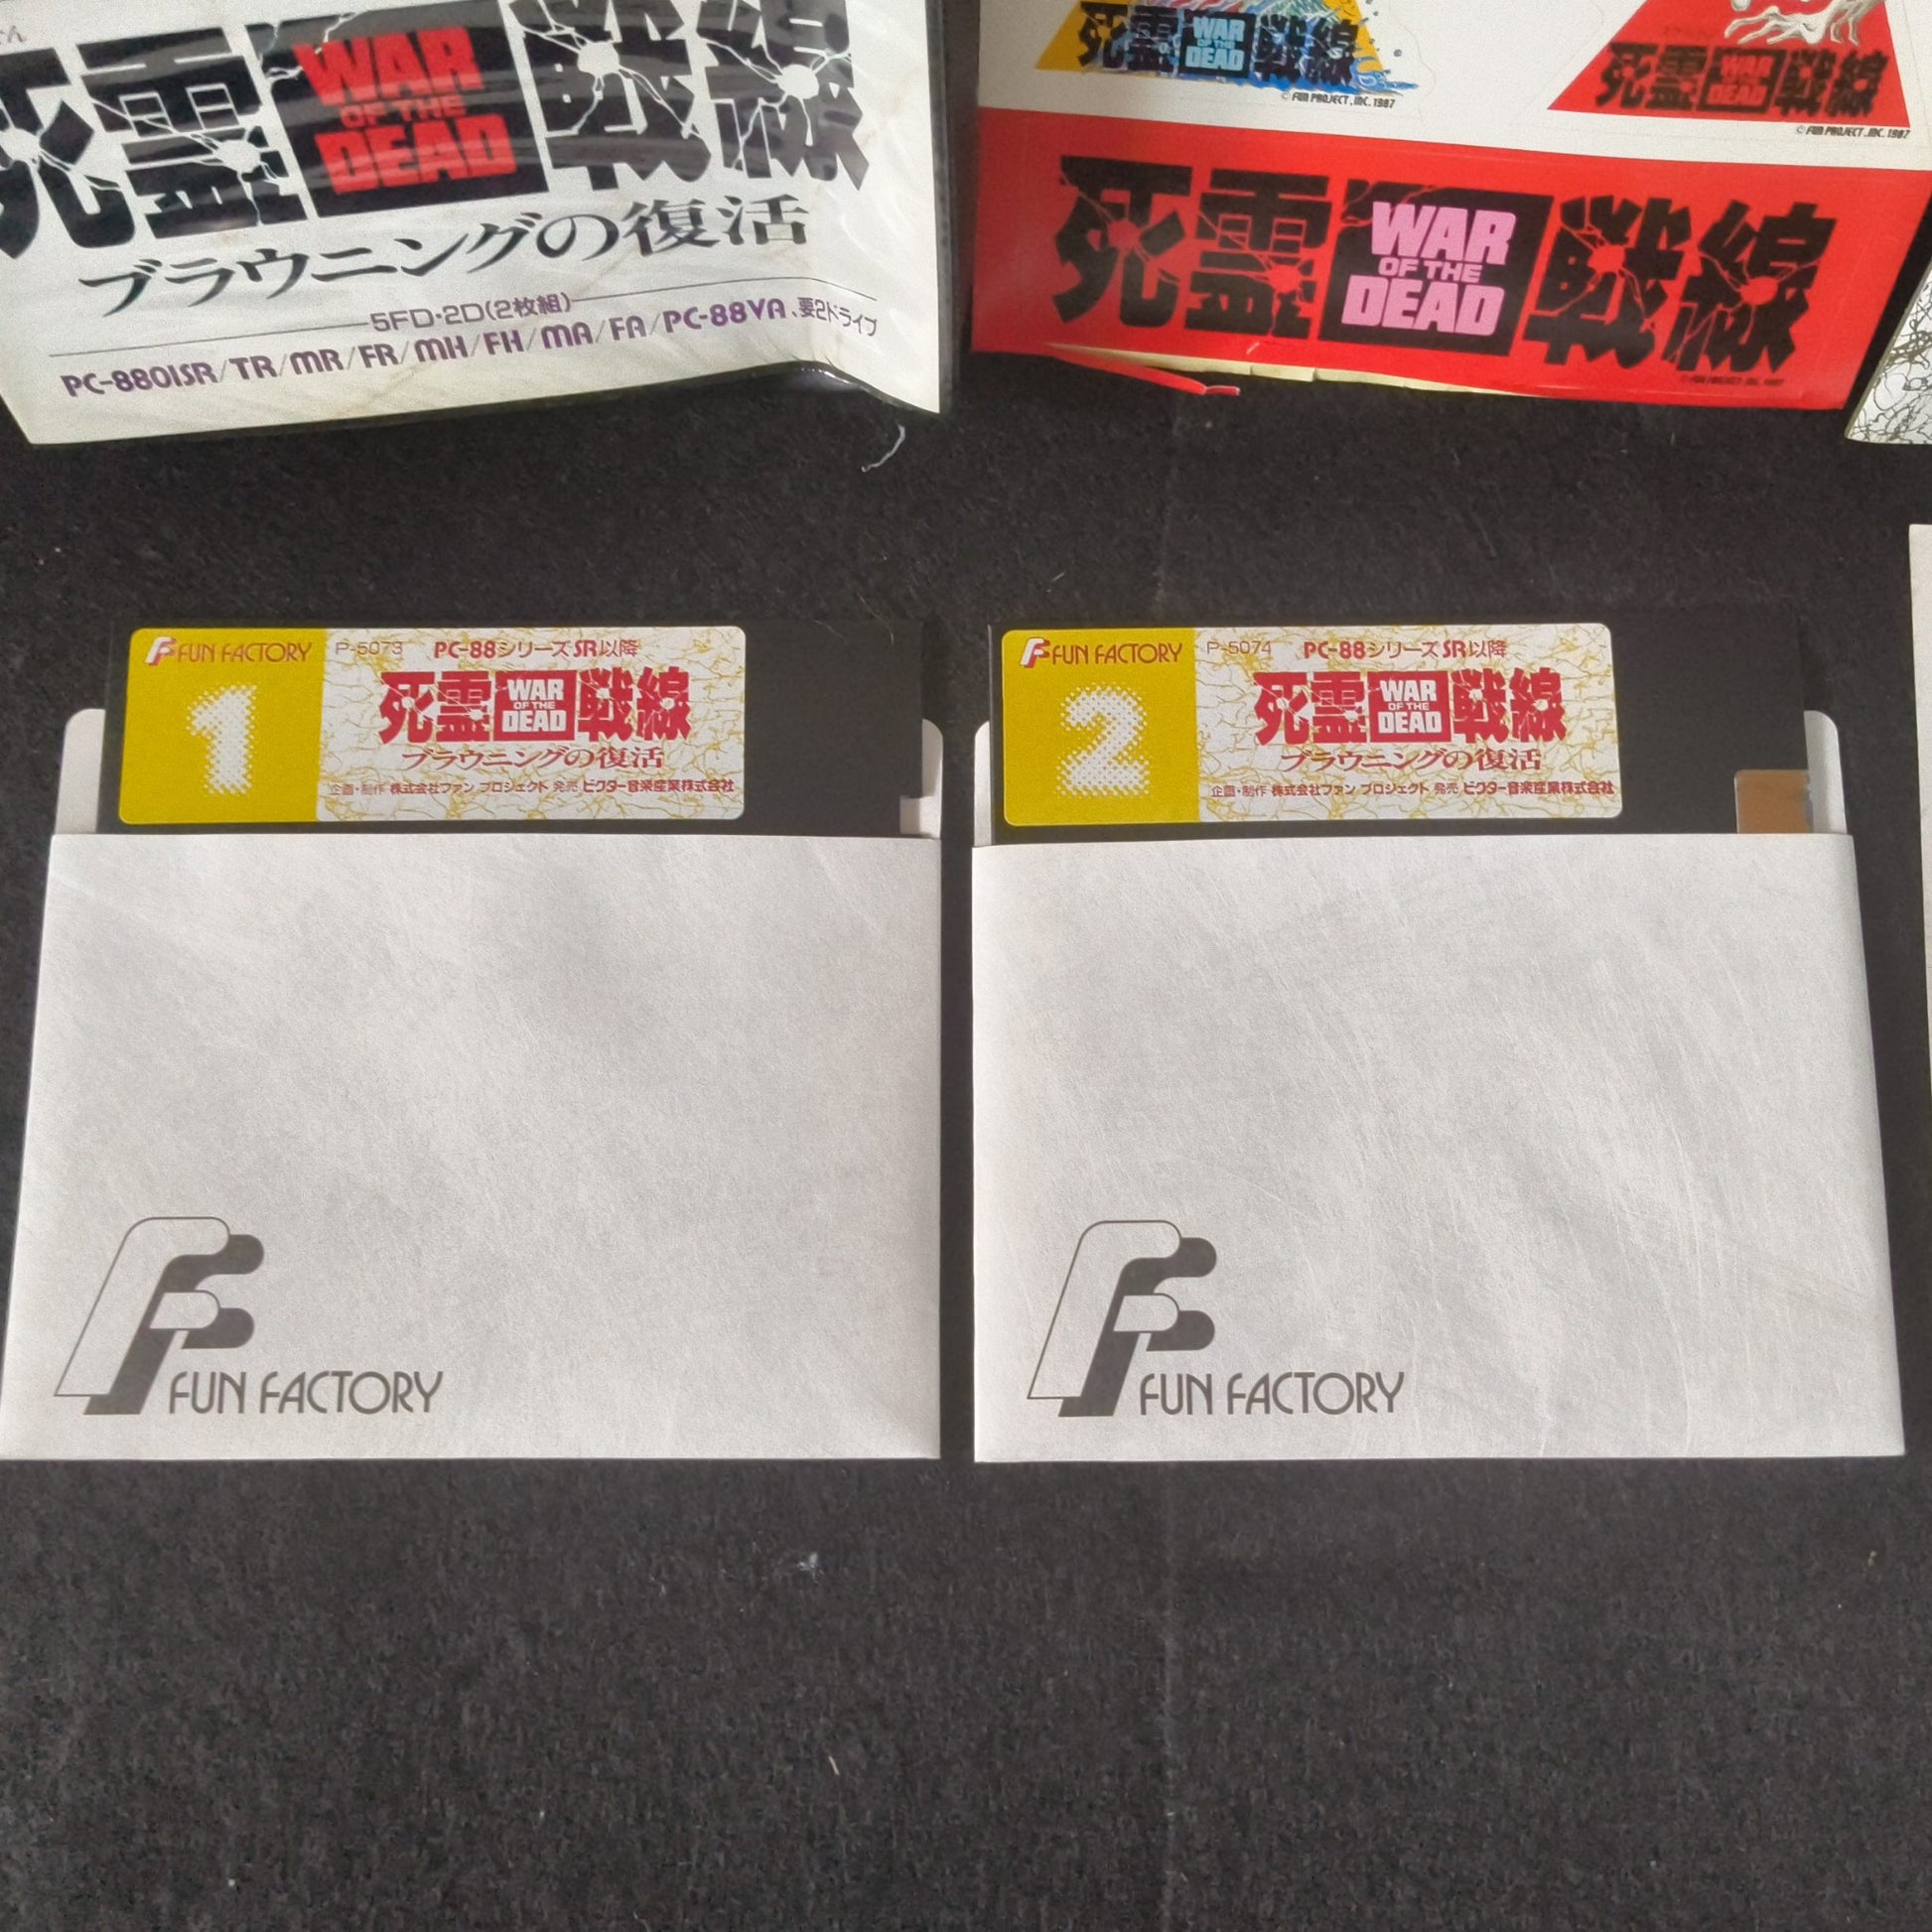 死霊 WAR OF THE DEAD 戦線
ブラウニングの復活
5FD・2D(2枚組)
PC-8801SR/TR/MR/FR/MH/FH/MA/FA/PC-88VA、要2ドライブ
死霊 WAR OF THE DEAD 戦線
© FUN PROJECT, INC. 1987
死霊 WAR OF THE DEAD 戦線
© FUN PROJECT, INC. 1987
死霊 WAR OF THE DEAD 戦線
© FUN PROJECT, INC. 1987
FUN FACTORY P-5073 PC-88シリーズSR以降
1
死霊 WAR OF THE DEAD 戦線
ブラウニングの復活
企画・制作 株式会社ファン プロジェクト 発売 ビクター音楽産業株式会社
FUN FACTORY P-5074 PC-88シリーズSR以降
2
死霊 WAR OF THE DEAD 戦線
ブラウニングの復活
企画・制作 株式会社ファン プロジェクト 発売 ビクター音楽産業株式会社
FUN FACTORY
FUN FACTORY